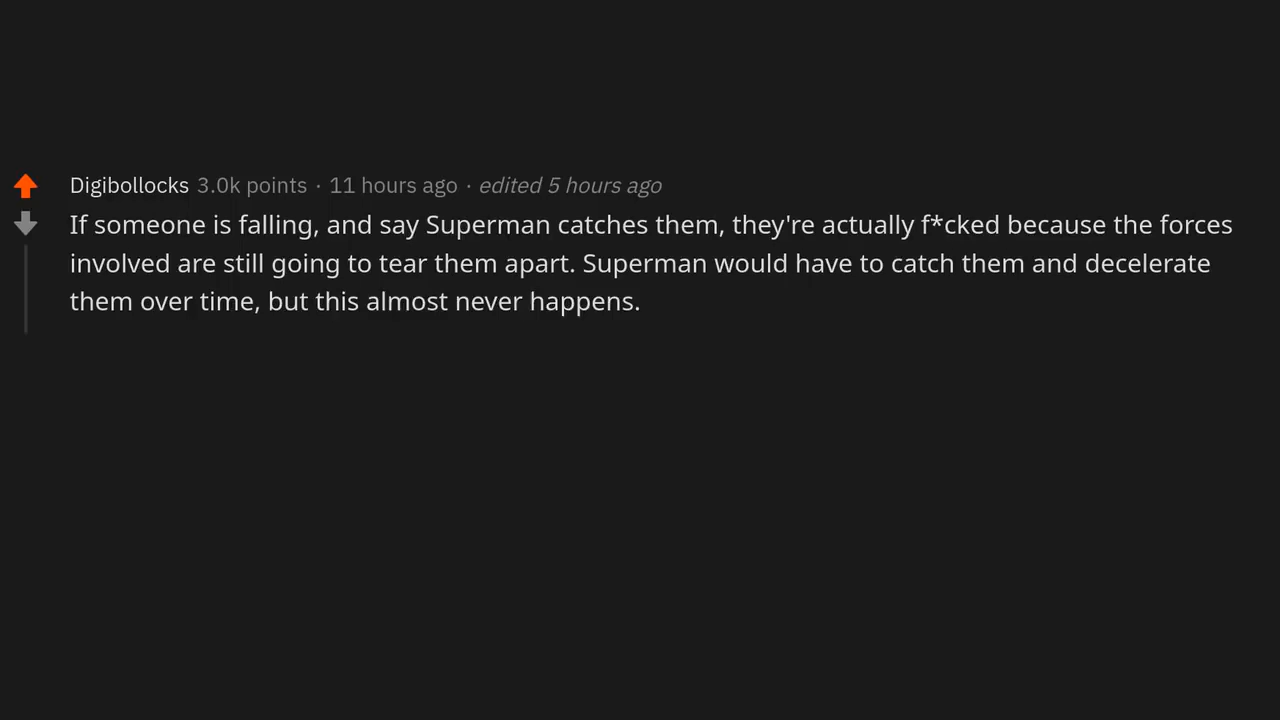 Digibollocks 3.0k points · 11 hours ago · edited 5 hours ago
If someone is falling, and say Superman catches them, they're actually f*cked because the forces
involved are still going to tear them apart. Superman would have to catch them and decelerate
them over time, but this almost never happens.